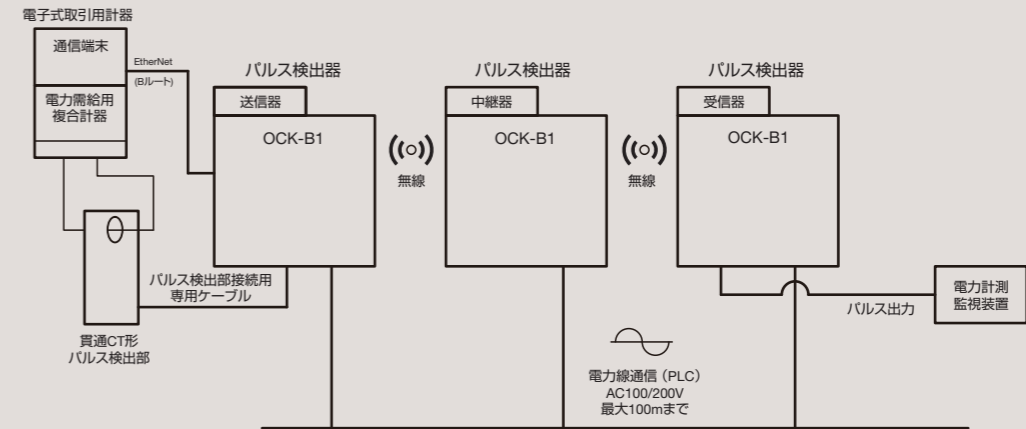 電子式取引用計器
通信端末
EtherNet
(Bルート)
電力需給用
複合計器
パルス検出器
送信器
OCK-B1
無線
パルス検出器
中継器
OCK-B1
無線
パルス検出器
受信器
OCK-B1
パルス検出部接続用
専用ケーブル
貫通CT形
パルス検出部
パルス出力
電力計測
監視装置
電力線通信（PLC）
AC100/200V
最大100mまで